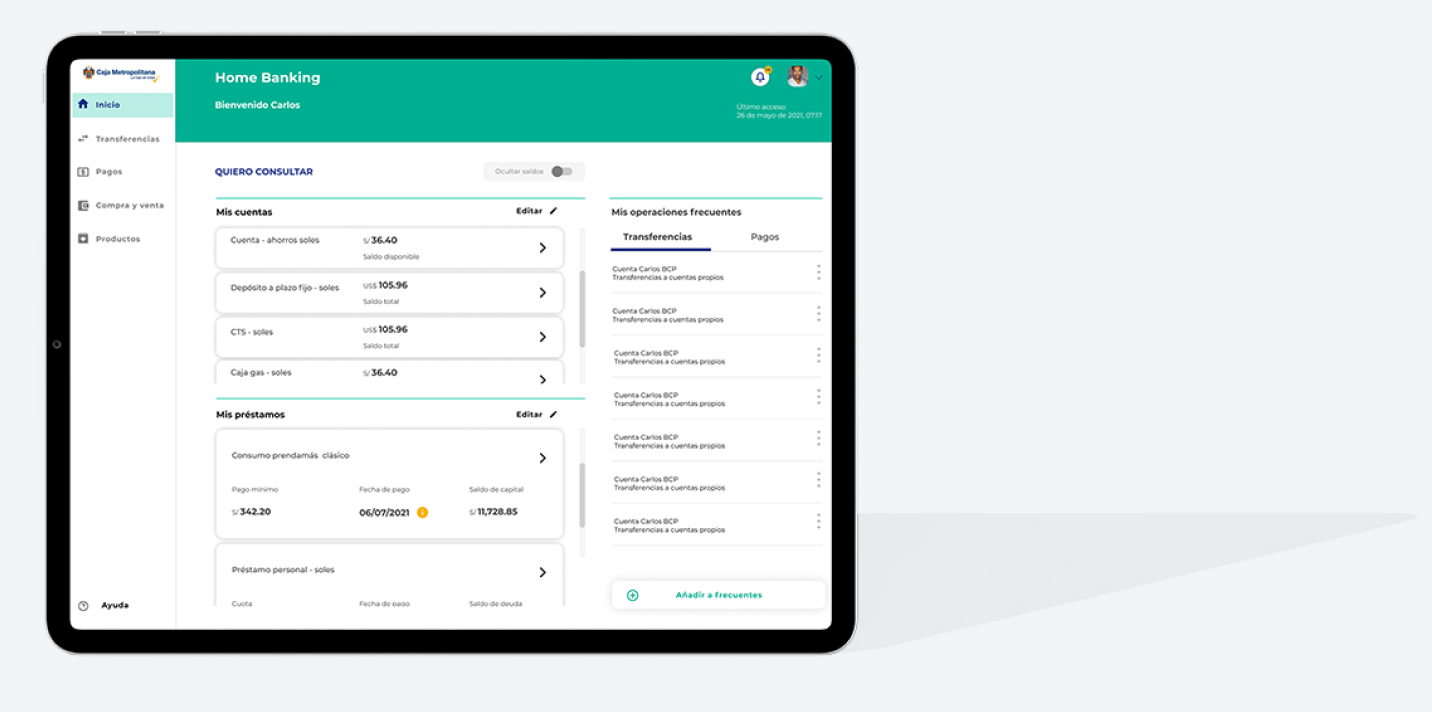 Caja Metropolitana
Inicio
Transferencias
Pagos
Compra y venta
Productos
Ayuda
Home Banking
Bienvenido Carlos
Último acceso:
26 de mayo de 2021, 07:17
QUIERO CONSULTAR
Ocultar saldos
Mis cuentas
Editar
Cuenta - ahorros soles
S/ 36.40
Saldo disponible
Depósito a plazo fijo - soles
US$ 105.96
Saldo total
CTS - soles
US$ 105.96
Saldo total
Caja gas - soles
S/ 36.40
Mis préstamos
Editar
Consumo prendamás clásico
Pago mínimo
Fecha de pago
Saldo de capital
S/ 342.20
06/07/2021
S/ 11,728.85
Préstamo personal - soles
Cuota
Fecha de pago
Saldo de deuda
Mis operaciones frecuentes
Transferencias
Pagos
Cuenta Carlos BCP
Transferencias a cuentas propios
Cuenta Carlos BCP
Transferencias a cuentas propios
Cuenta Carlos BCP
Transferencias a cuentas propios
Cuenta Carlos BCP
Transferencias a cuentas propios
Cuenta Carlos BCP
Transferencias a cuentas propios
Cuenta Carlos BCP
Transferencias a cuentas propios
Cuenta Carlos BCP
Transferencias a cuentas propios
Añadir a frecuentes